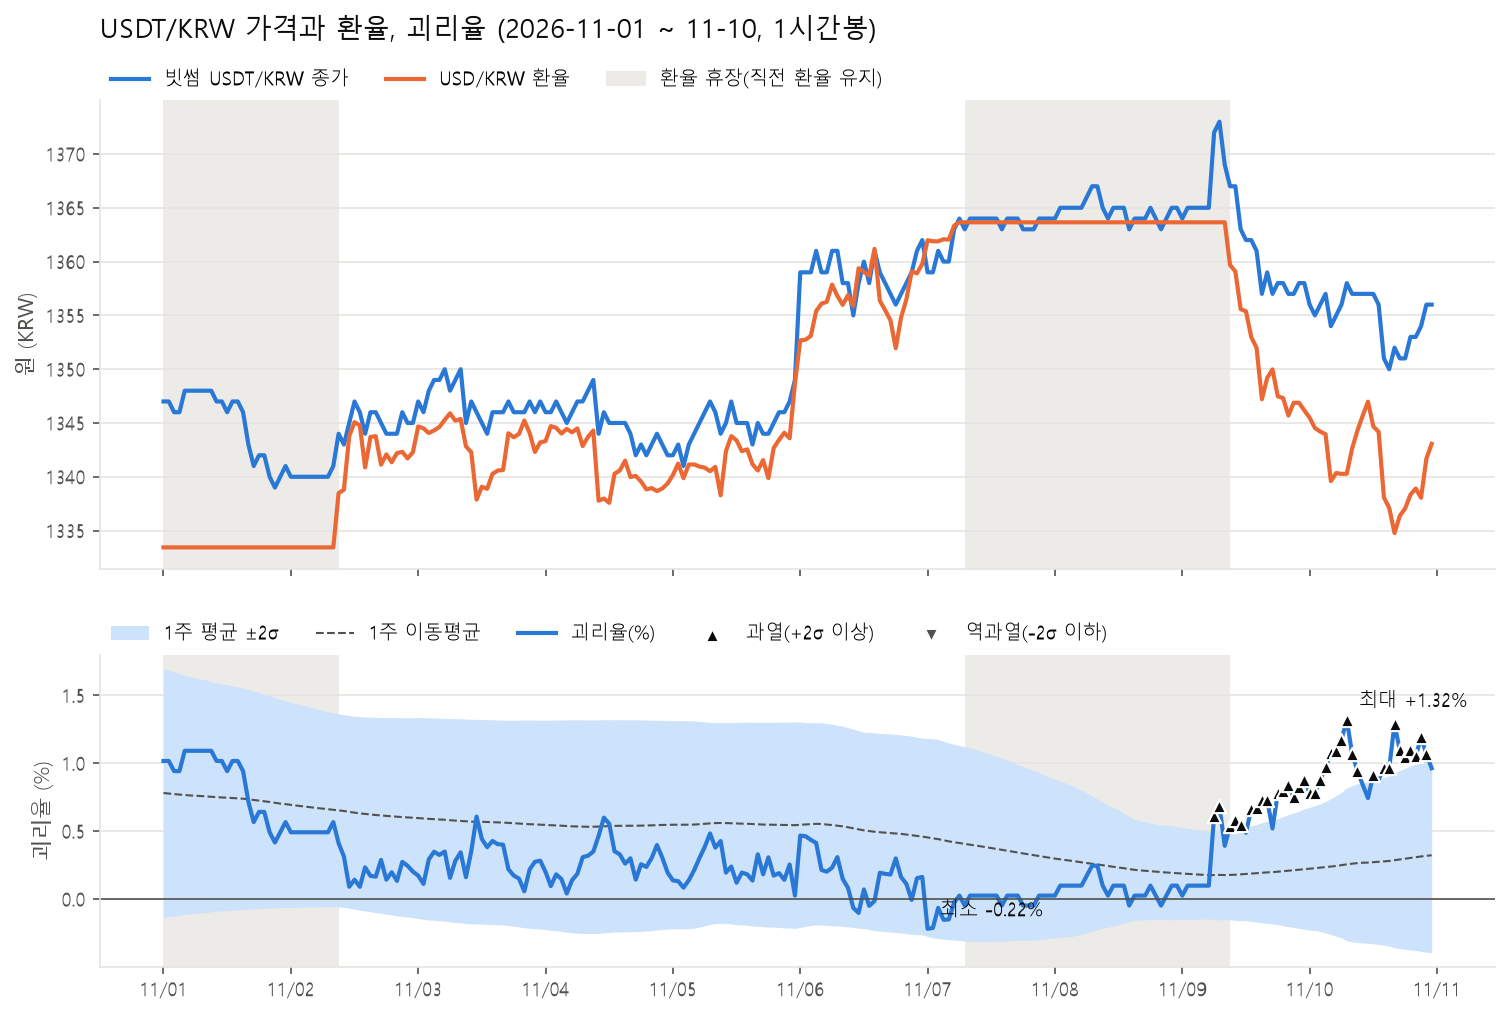 USDT/KRW 가격과 환율, 괴리율 (2026-11-01 ~ 11-10, 1시간봉)
빗썸 USDT/KRW 종가 USD/KRW 환율 환율 휴장(직전 환율 유지)
원 (KRW)
1370
1365
1360
1355
1350
1345
1340
1335
1주 평균 ±2σ 1주 이동평균 괴리율(%) 과열(+2σ 이상) 역과열(-2σ 이하)
괴리율 (%)
1.5
1.0
0.5
0.0
최대 +1.32%
최소 -0.22%
11/01 11/02 11/03 11/04 11/05 11/06 11/07 11/08 11/09 11/10 11/11